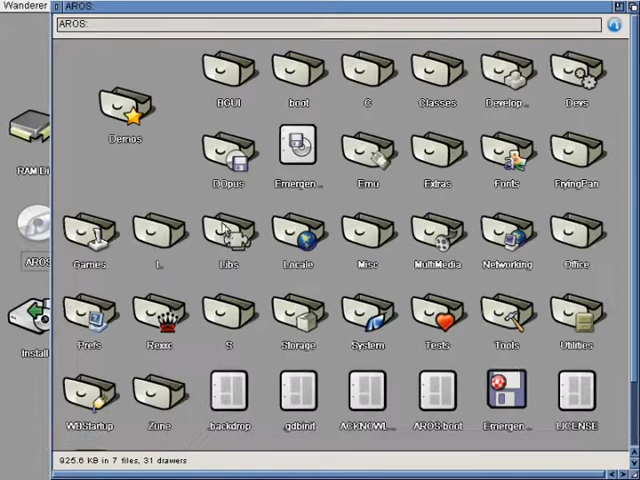 Wanderer
AROS:
AROS:
BGUI
boot
C
Classes
Develop...
Devs
Demos
DOpus
Emergen...
Emu
Extras
Fonts
FryingPan
RAM Di
Games
L
Libs
Locale
Misc
MultiMedia
Networking
Office
AROS
Prefs
Rexxc
S
Storage
System
Tests
Tools
Utilities
Install
WBStartup
Zune
.backdrop
.gdbinit
ACKNOWL...
AROS.boot
Emergen...
LICENSE
925.6 KB in 7 files, 31 drawers